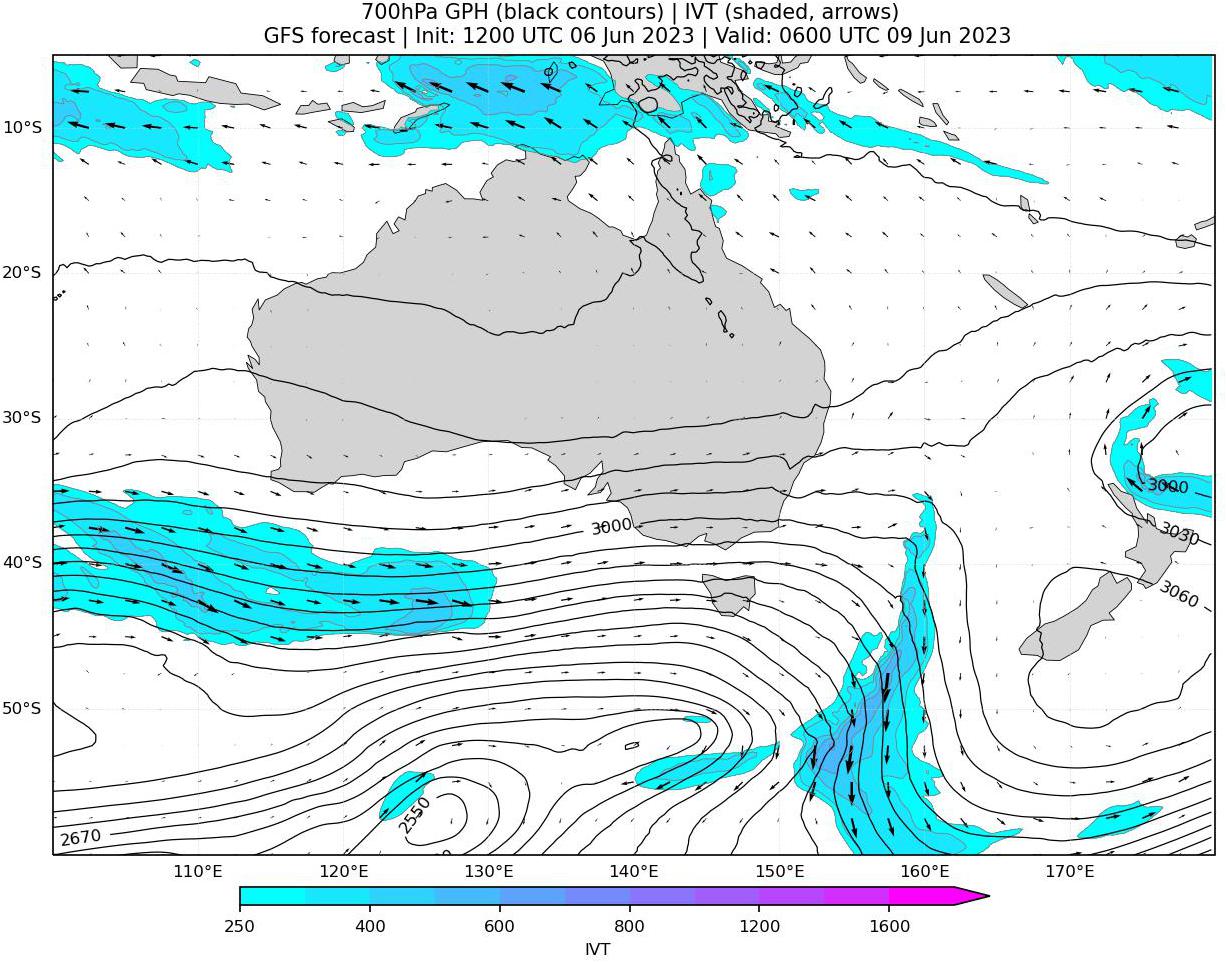 700hPa GPH (black contours) | IVT (shaded, arrows)
GFS forecast | Init: 1200 UTC 06 Jun 2023 | Valid: 0600 UTC 09 Jun 2023
10°S
20°S
30°S
3000
3000
3030
40°S
3060
50°S
2550
2670
110°E 120°E 130°E 140°E 150°E 160°E 170°E
250 400 600 800 1200 1600
IVT